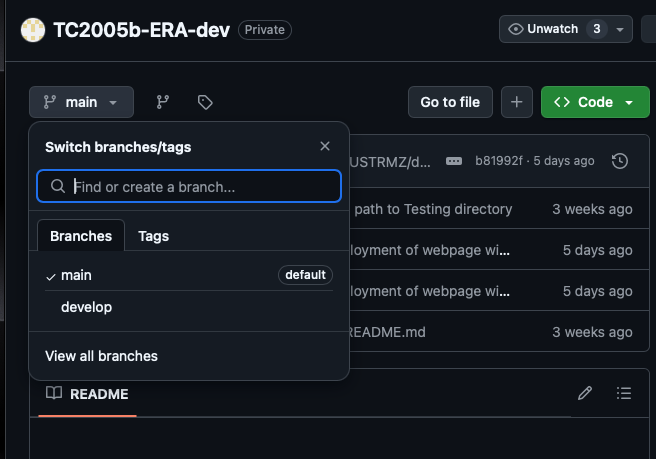 TC2005b-ERA-dev Private Unwatch 3
main Go to file Code
Switch branches/tags
USTRMZ/d... b81992f · 5 days ago
Find or create a branch...
path to Testing directory 3 weeks ago
Branches Tags
loyment of webpage wi... 5 days ago
main default
loyment of webpage wi... 5 days ago
develop
README.md 3 weeks ago
View all branches
README